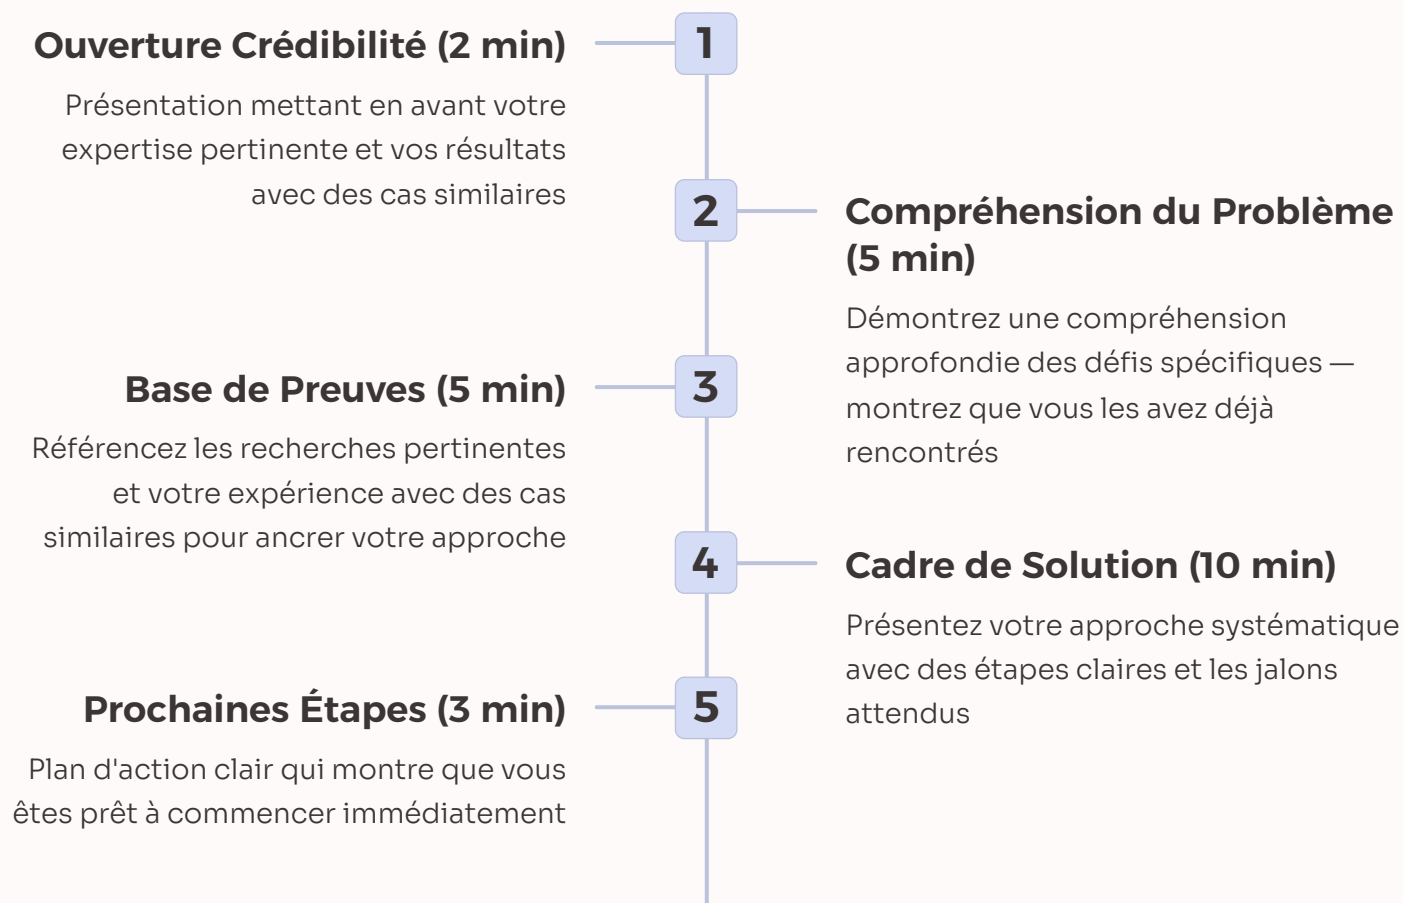 Ouverture Crédibilité (2 min)
1
Présentation mettant en avant votre
expertise pertinente et vos résultats
avec des cas similaires
2
Compréhension du Problème
(5 min)
Démontrez une compréhension
approfondie des défis spécifiques —
montrez que vous les avez déjà
rencontrés
Base de Preuves (5 min)
3
Référencez les recherches pertinentes
et votre expérience avec des cas
similaires pour ancrer votre approche
4
Cadre de Solution (10 min)
Présentez votre approche systématique
avec des étapes claires et les jalons
attendus
Prochaines Étapes (3 min)
5
Plan d'action clair qui montre que vous
êtes prêt à commencer immédiatement